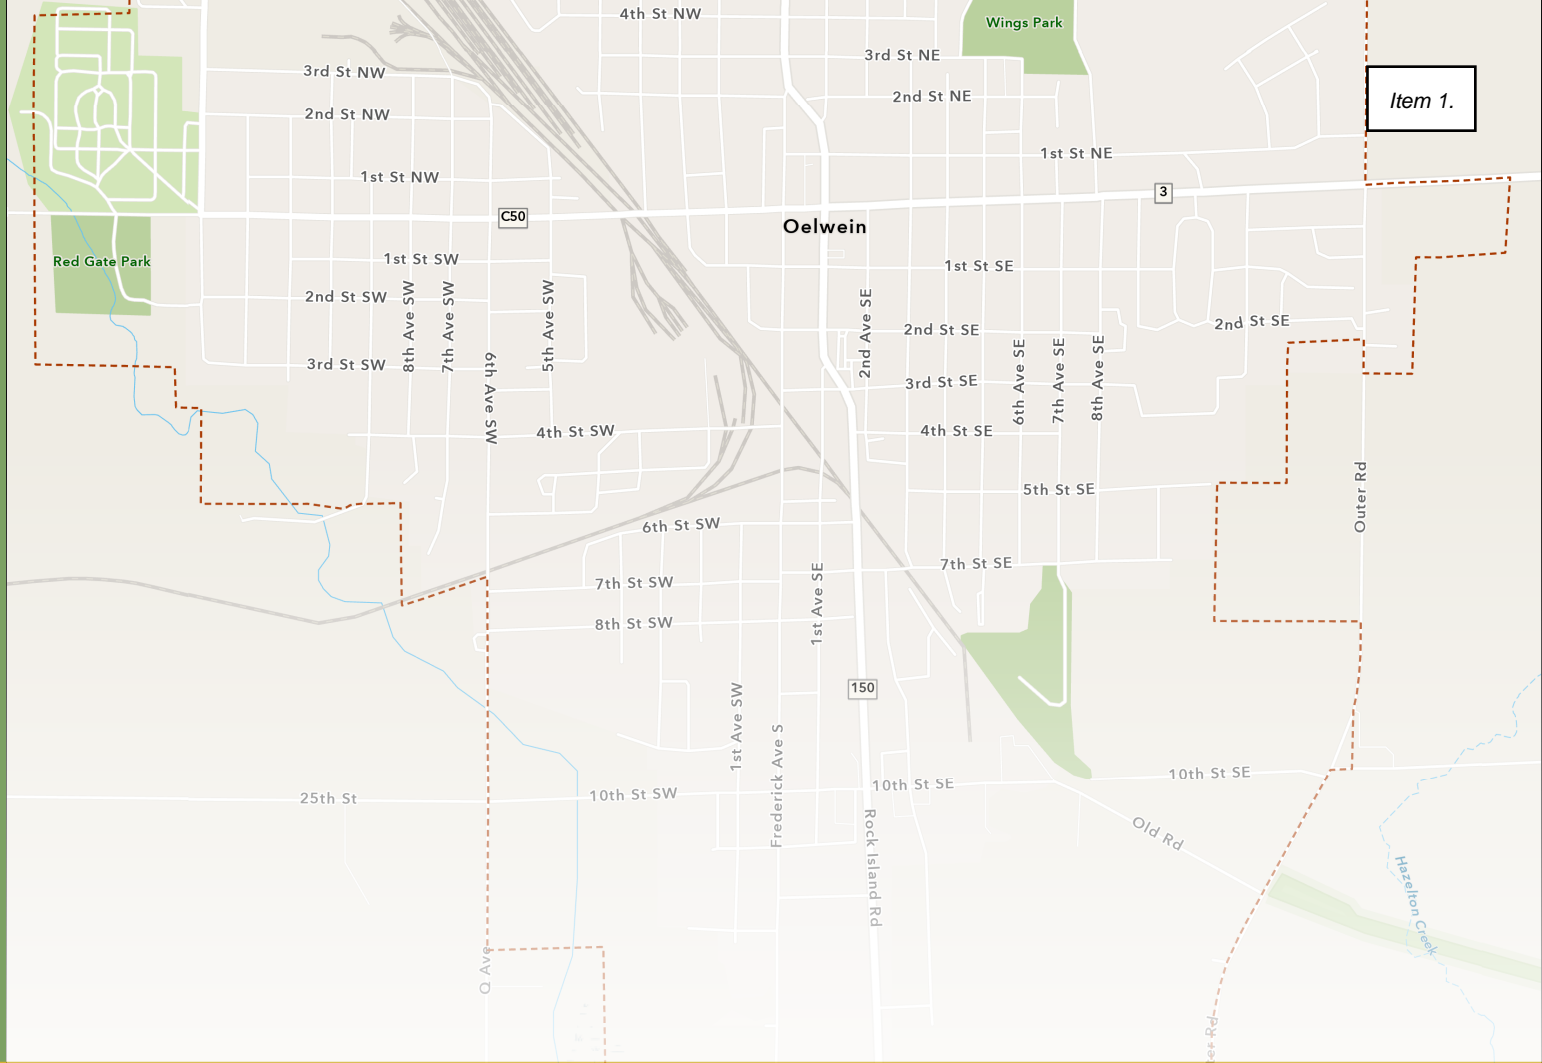 4th St NW
Wings Park
3rd St NE
3rd St NW
Item 1.
2nd St NE
2nd St NW
1st St NE
1st St NW
3
C50
Oelwein
Red Gate Park
1st St SW
1st St SE
2nd St SW
8th Ave SW
7th Ave SW
5th Ave SW
2nd Ave SE
2nd St SE
2nd St SE
3rd St SW
6th Ave SW
3rd St SE
6th Ave SE
7th Ave SE
8th Ave SE
4th St SW
4th St SE
5th St SE
Outer Rd
6th St SW
7th St SE
7th St SW
1st Ave SE
8th St SW
150
1st Ave SW
Frederick Ave S
10th St SE
10th St SE
25th St
10th St SW
Rock Island Rd
Old Rd
Hazelton Creek
Q Ave
Rd